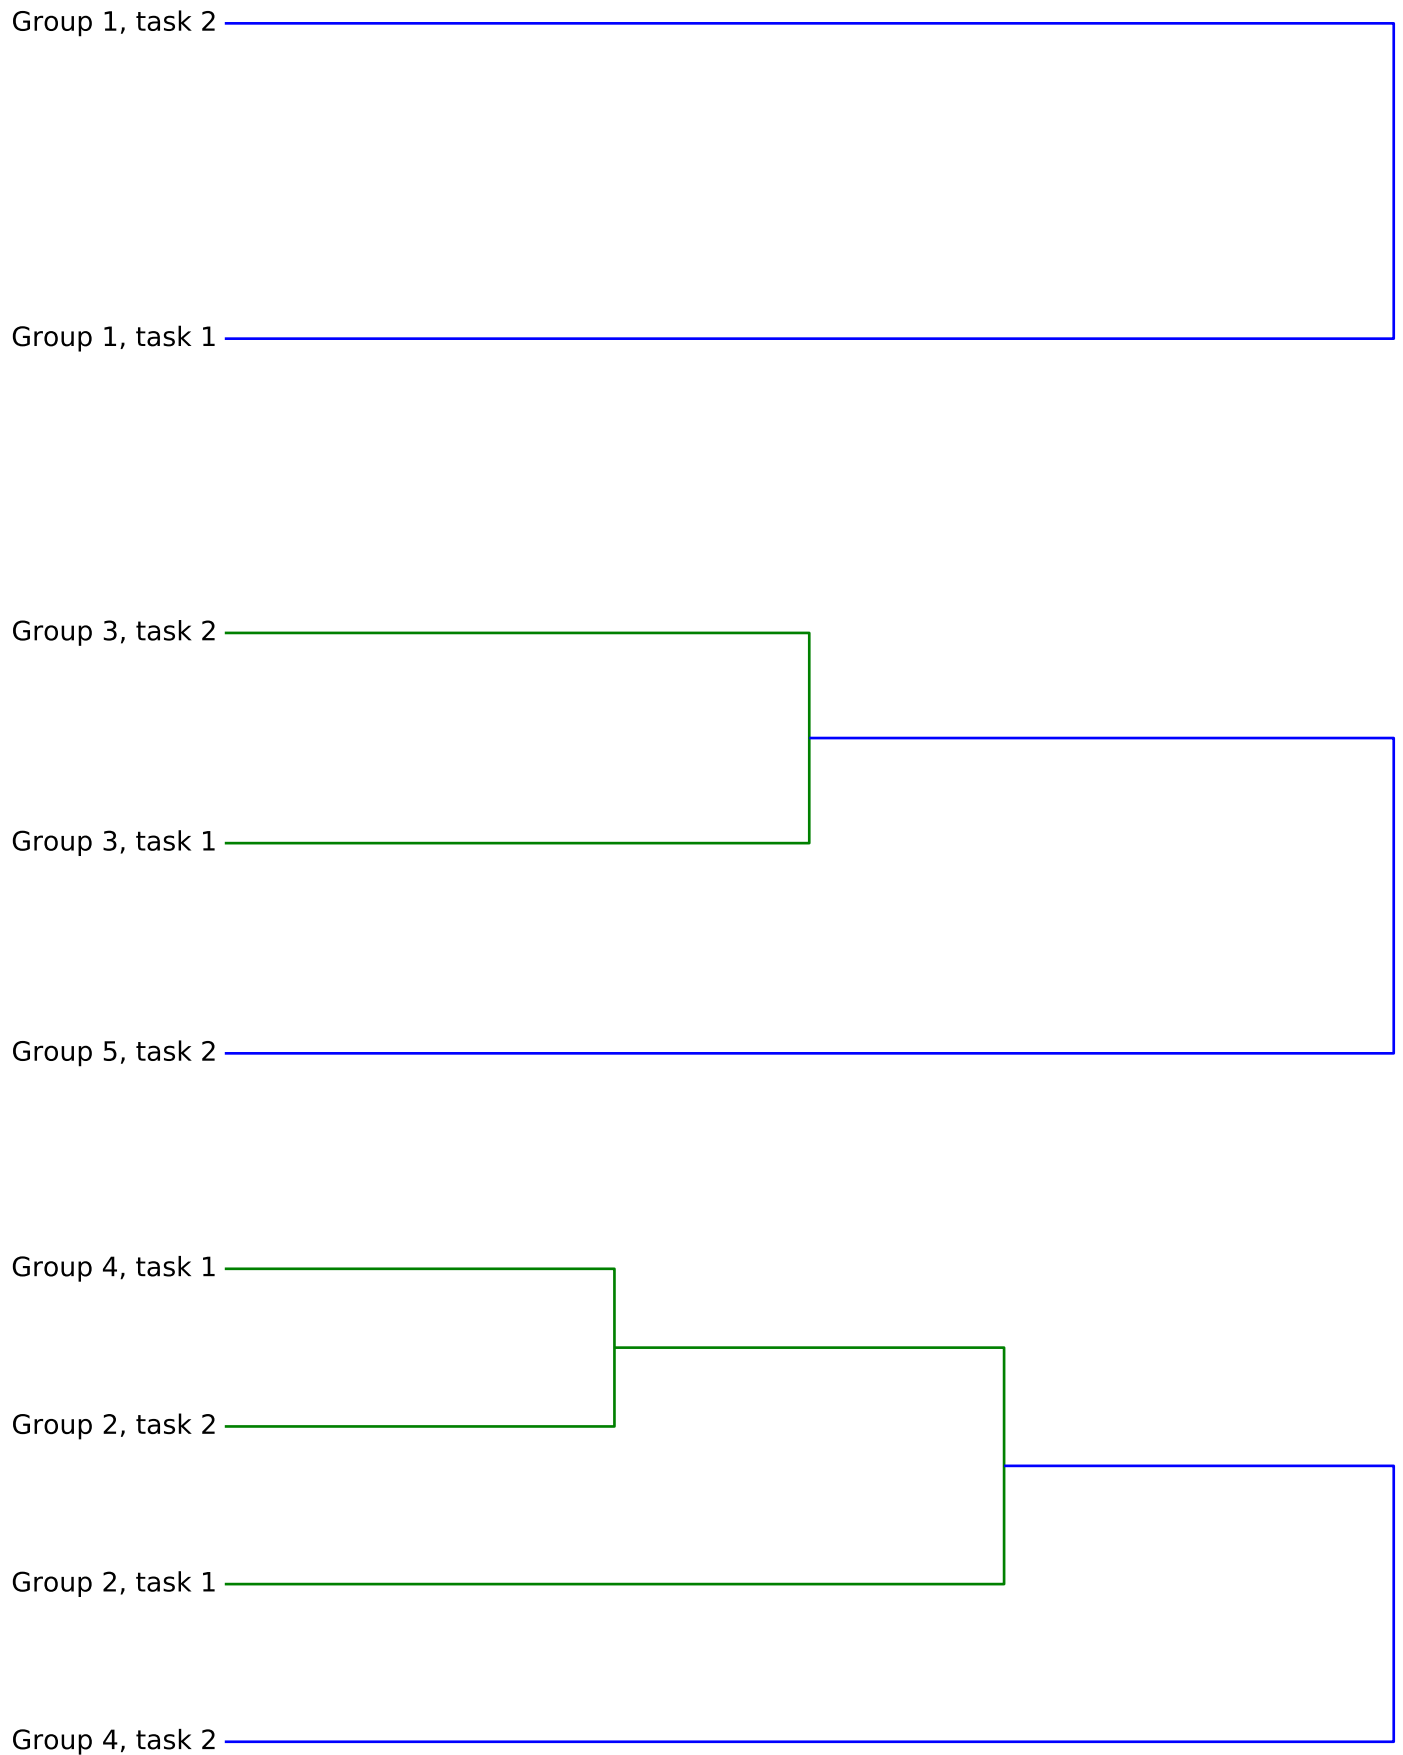 Group 1, task 2
Group 1, task 1
Group 3, task 2
Group 3, task 1
Group 5, task 2
Group 4, task 1
Group 2, task 2
Group 2, task 1
Group 4, task 2